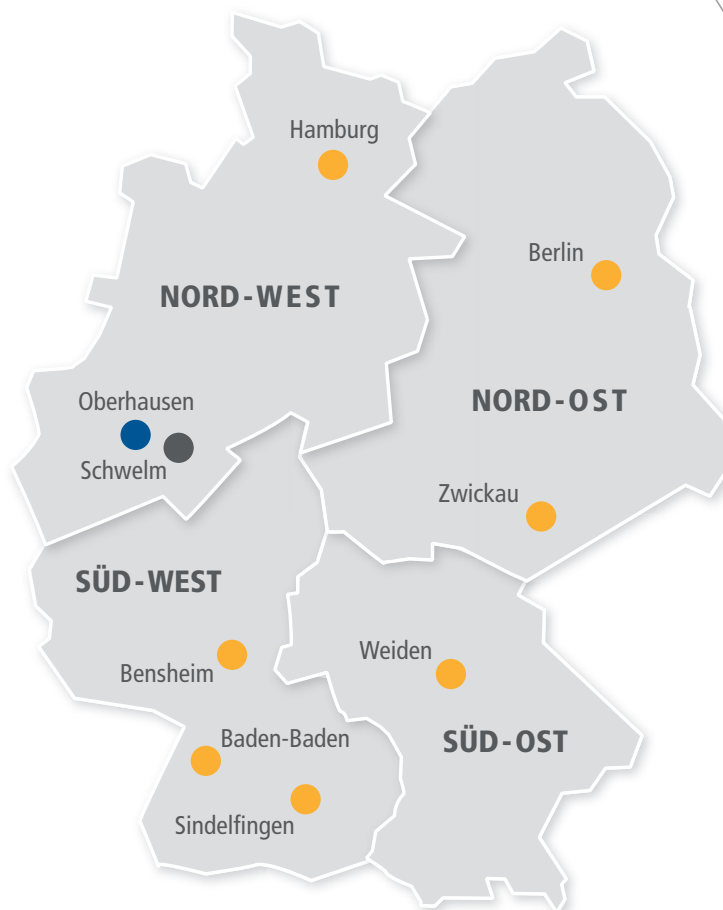 Hamburg
Berlin
NORD-WEST
Oberhausen
NORD-OST
Schwelm
Zwickau
SÜD-WEST
Weiden
Bensheim
Baden-Baden
SÜD-OST
Sindelfingen